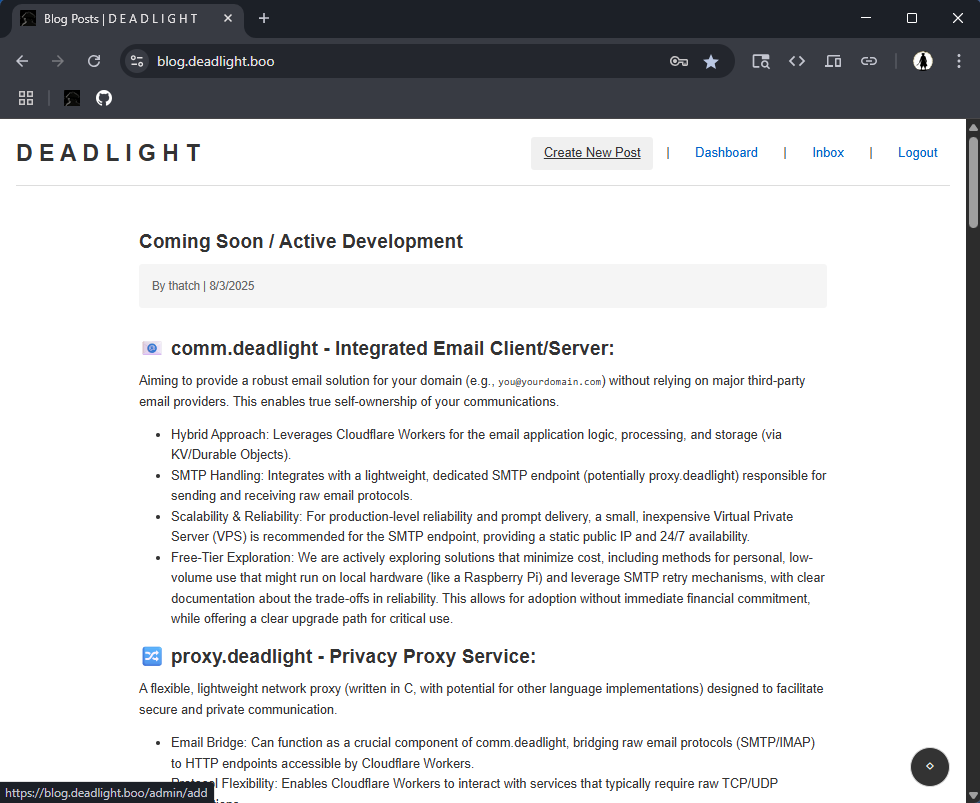 Blog Posts | D E A D L I G H T
blog.deadlight.boo
D E A D L I G H T
Create New Post | Dashboard | Inbox | Logout
Coming Soon / Active Development
By thatch | 8/3/2025
comm.deadlight - Integrated Email Client/Server:
Aiming to provide a robust email solution for your domain (e.g., you@yourdomain.com) without relying on major third-party
email providers. This enables true self-ownership of your communications.
• Hybrid Approach: Leverages Cloudflare Workers for the email application logic, processing, and storage (via
KV/Durable Objects).
• SMTP Handling: Integrates with a lightweight, dedicated SMTP endpoint (potentially proxy.deadlight) responsible for
sending and receiving raw email protocols.
• Scalability & Reliability: For production-level reliability and prompt delivery, a small, inexpensive Virtual Private
Server (VPS) is recommended for the SMTP endpoint, providing a static public IP and 24/7 availability.
• Free-Tier Exploration: We are actively exploring solutions that minimize cost, including methods for personal, low-
volume use that might run on local hardware (like a Raspberry Pi) and leverage SMTP retry mechanisms, with clear
documentation about the trade-offs in reliability. This allows for adoption without immediate financial commitment,
while offering a clear upgrade path for critical use.
proxy.deadlight - Privacy Proxy Service:
A flexible, lightweight network proxy (written in C, with potential for other language implementations) designed to facilitate
secure and private communication.
• Email Bridge: Can function as a crucial component of comm.deadlight, bridging raw email protocols (SMTP/IMAP)
to HTTP endpoints accessible by Cloudflare Workers.
Protocol Flexibility: Enables Cloudflare Workers to interact with services that typically require raw TCP/UDP
https://blog.deadlight.boo/admin/add